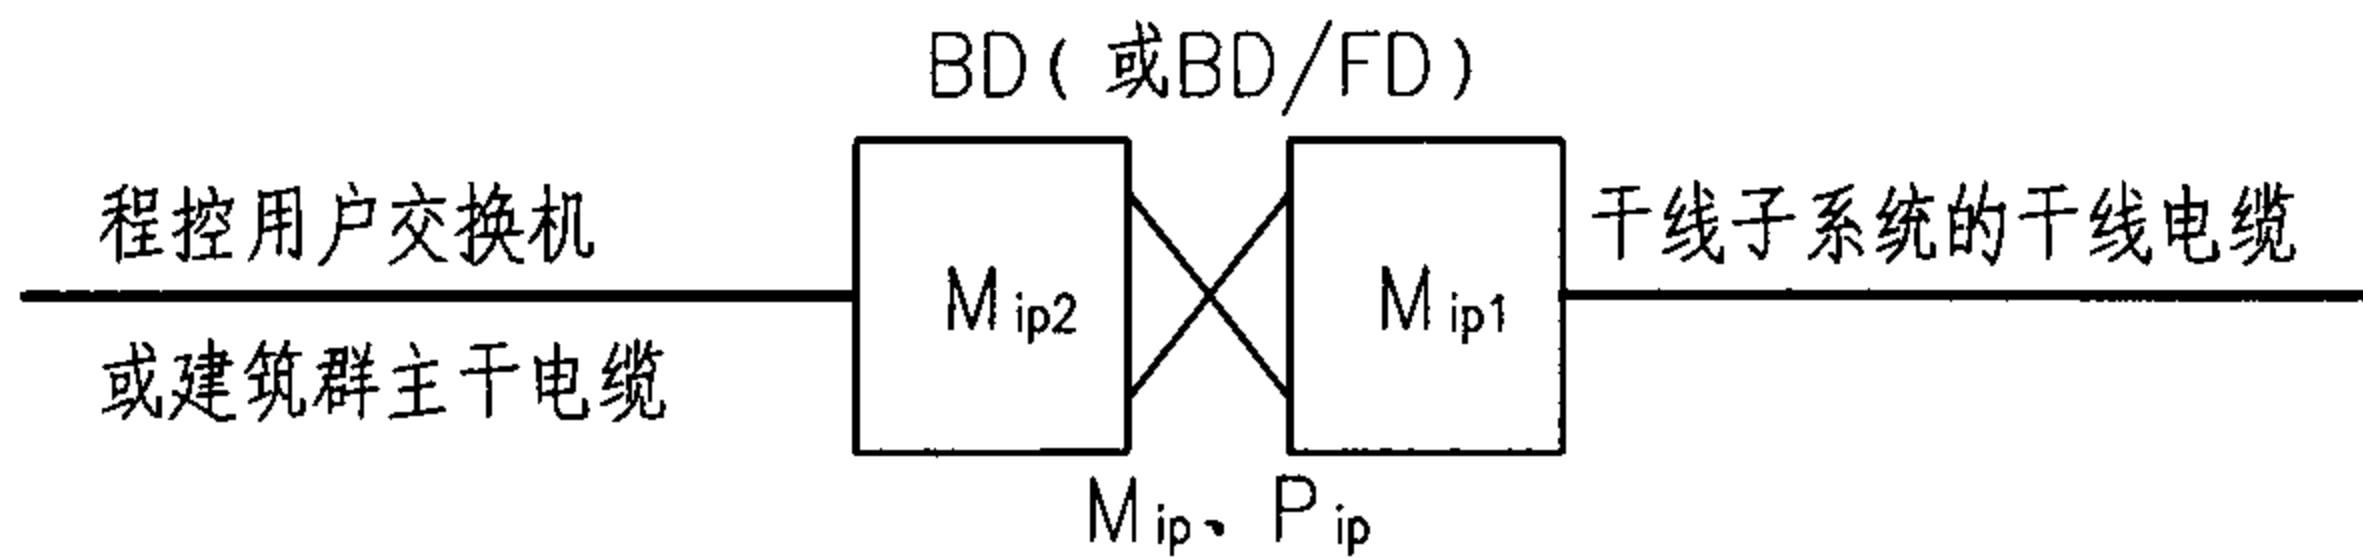 BD(或BD/FD)
程控用户交换机
或建筑群主干电缆
Mip2
Mip1
干线子系统的干线电缆
Mip、Pip